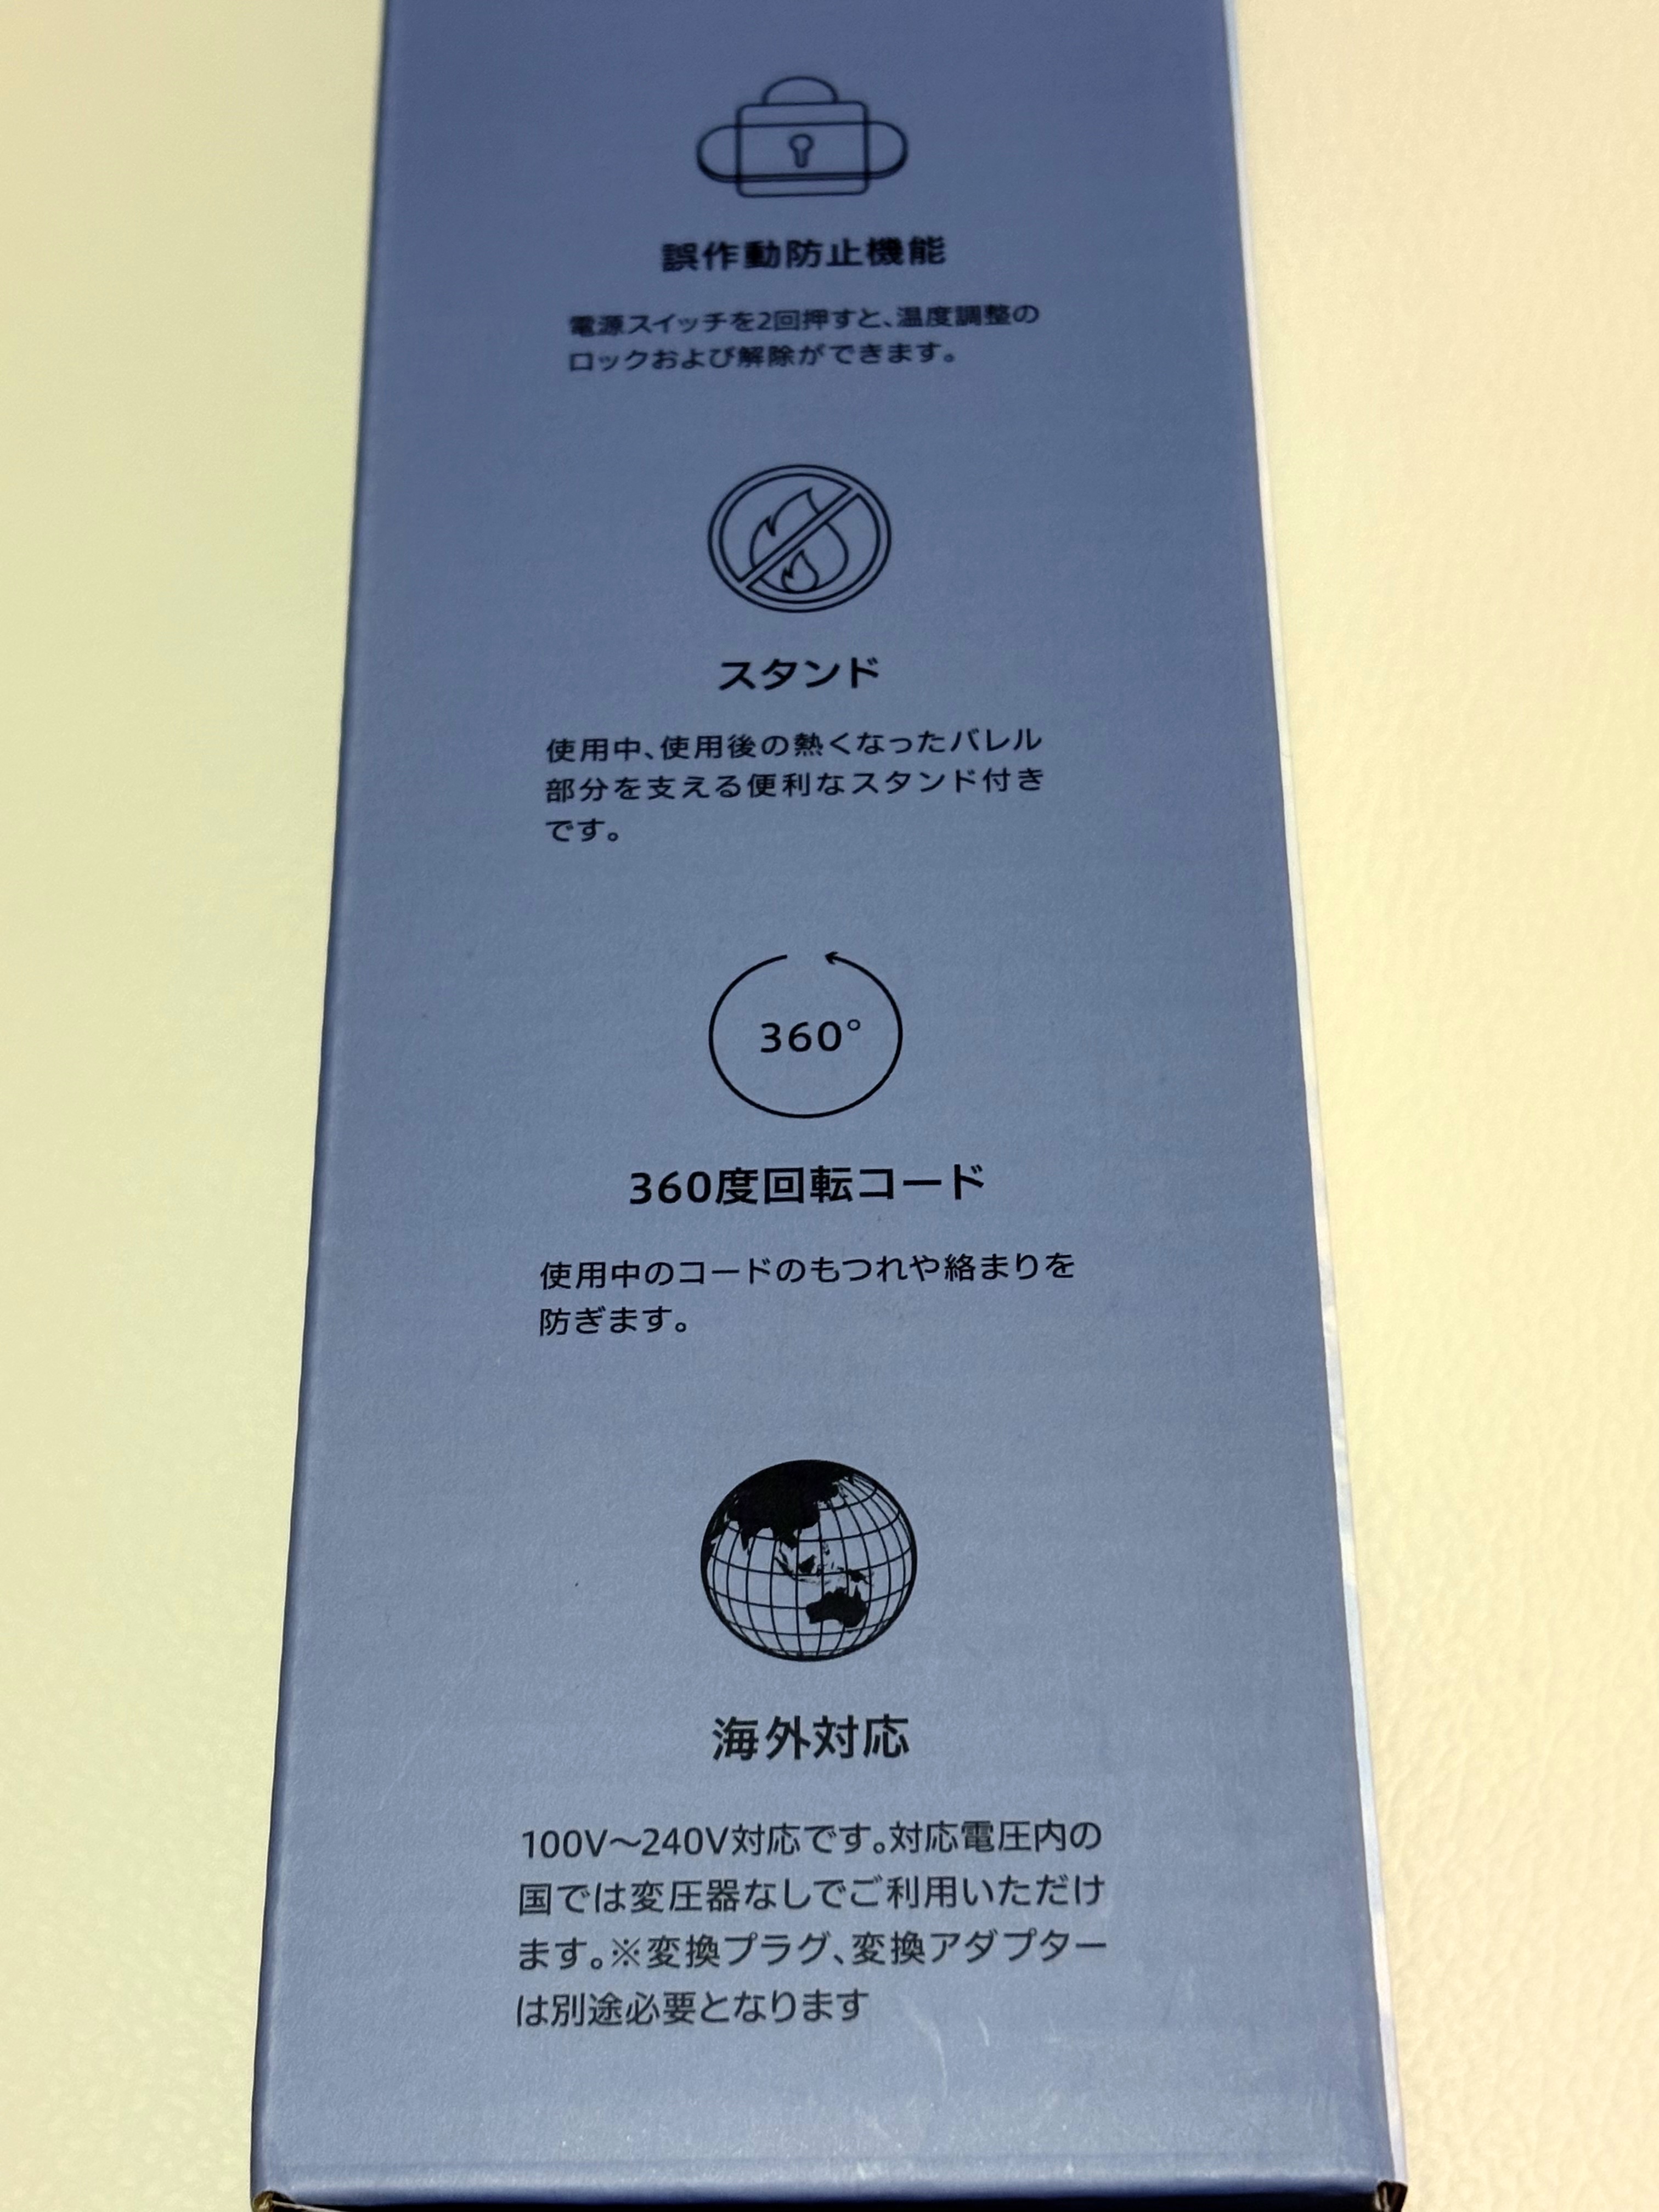 誤作動防止機能
電源スイッチを2回押すと、温度調整の
ロックおよび解除ができます。
スタンド
使用中、使用後の熱くなったバレル
部分を支える便利なスタンド付き
です。
360°
360度回転コード
使用中のコードのもつれや絡まりを
防ぎます。
海外対応
100V～240V対応です。対応電圧内の
国では変圧器なしでご利用いただけ
ます。※変換プラグ、変換アダプター
は別途必要となります